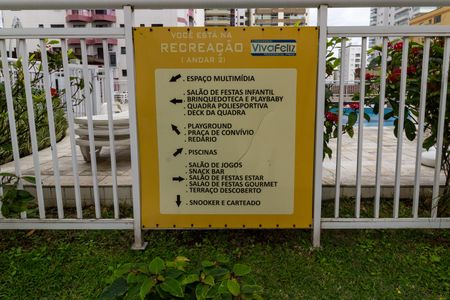 VOCÊ ESTÁ NA
RECREAÇÃO
( ANDAR 2 )
VivaFeliz
. ESPAÇO MULTIMÍDIA
. SALÃO DE FESTAS INFANTIL
. BRINQUEDOTECA E PLAYBABY
. QUADRA POLIESPORTIVA
. DECK DA QUADRA
. PLAYGROUND
. PRAÇA DE CONVÍVIO
. REDÁRIO
. PISCINAS
. SALÃO DE JOGOS
. SNACK BAR
. SALÃO DE FESTAS ESTAR
. SALAO DE FESTAS GOURMET
. TERRAÇO DESCOBERTO
. SNOOKER E CARTEADO